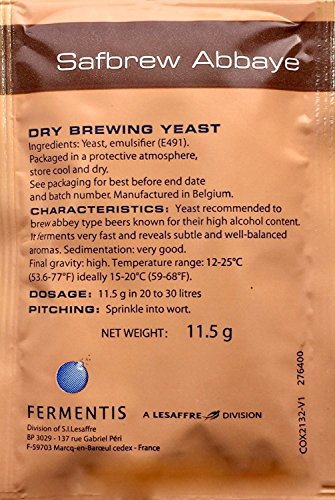 Safbrew Abbaye
DRY BREWING YEAST
Ingredients: Yeast, emulsifier (E491).
Packaged in a protective atmosphere,
store cool and dry.
See packaging for best before end date
and batch number. Manufactured in Belgium.
CHARACTERISTICS: Yeast recommended to
brew abbey type beers known for their high alcohol content.
It ferments very fast and reveals subtle and well-balanced
aromas. Sedimentation: very good.
Final gravity: high. Temperature range: 12-25°C
(53.6-77°F) ideally 15-20°C (59-68°F).
DOSAGE: 11.5 g in 20 to 30 litres
PITCHING: Sprinkle into wort.
NET WEIGHT: 11.5 g
FERMENTIS
Division of S.I.Lesaffre
BP 3029 - 137 rue Gabriel Péri
F-59703 Marcq-en-Barœul cedex - France
A LESAFFRE DIVISION
COX2132-V1 276400